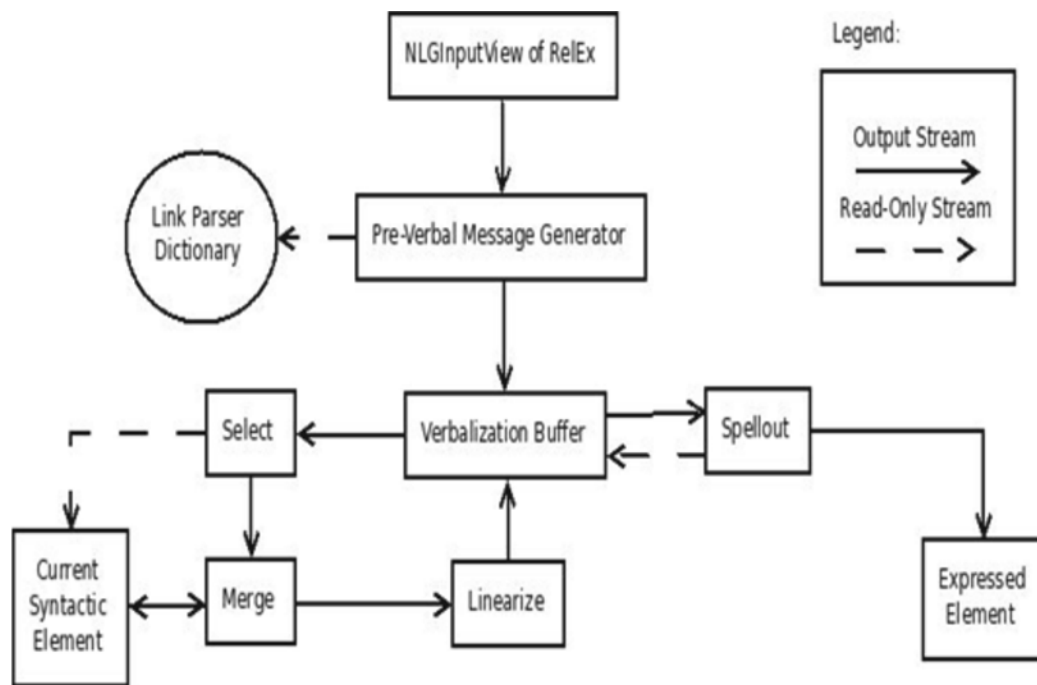 NLGInputView of RelEx
Legend:
Output Stream
Read-Only Stream
Link Parser
Dictionary
Pre-Verbal Message Generator
Select
Verbalization Buffer
Spellout
Current
Syntactic
Element
Merge
Linearize
Expressed
Element